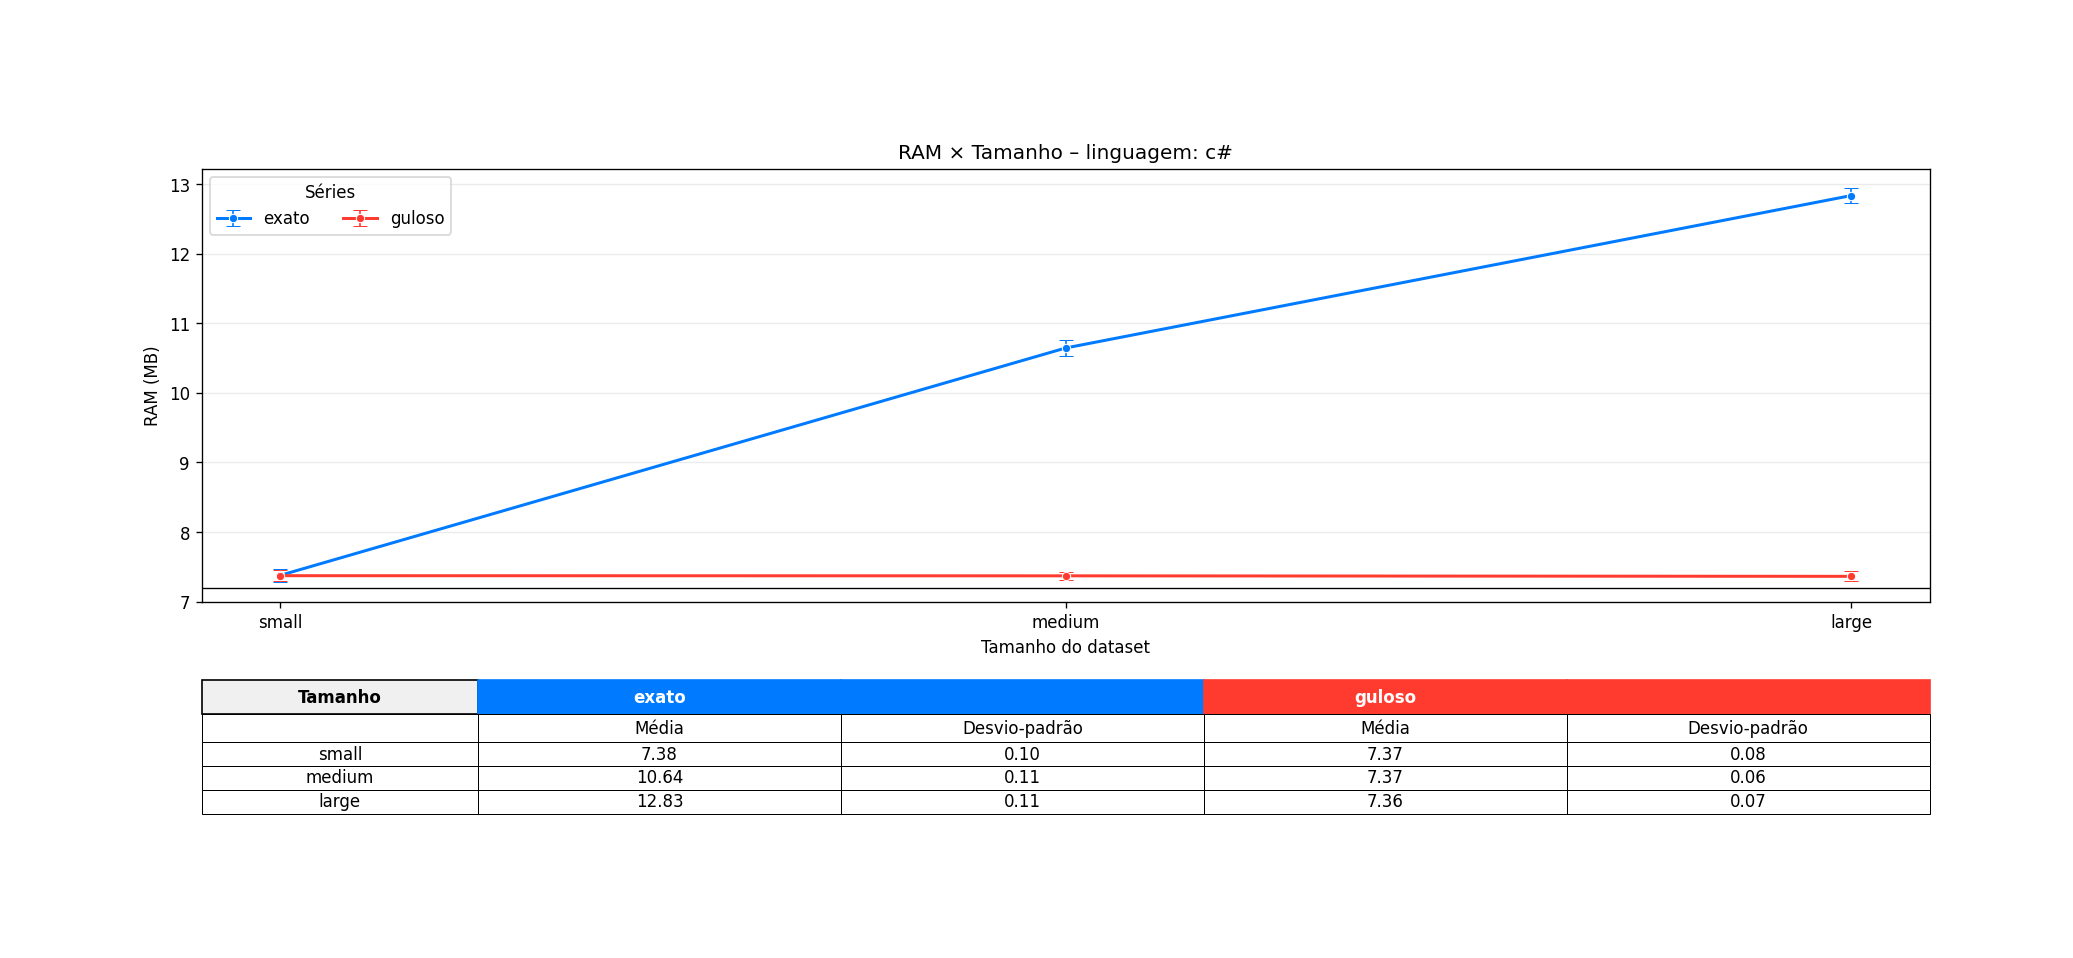 RAM × Tamanho – linguagem: c#
Séries
exato guloso
13
12
11
10
9
8
7
RAM (MB)
small medium large
Tamanho do dataset
Tamanho exato guloso
Média Desvio-padrão Média Desvio-padrão
small 7.38 0.10 7.37 0.08
medium 10.64 0.11 7.37 0.06
large 12.83 0.11 7.36 0.07